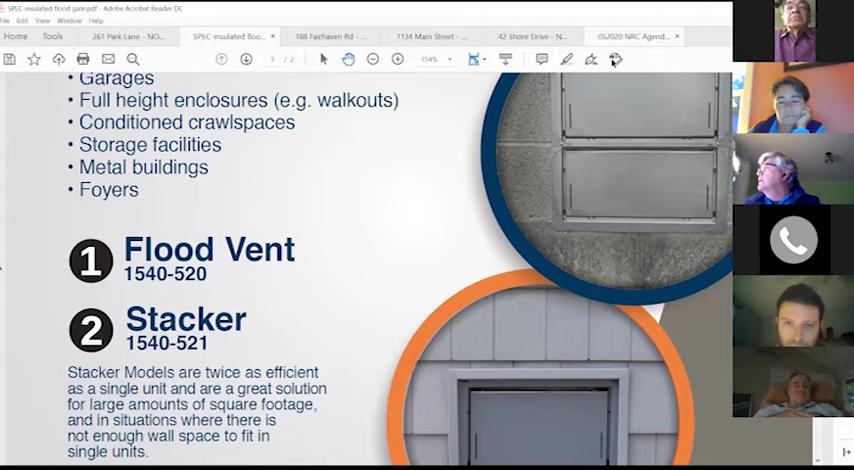 SPEC-insulated flood gate.pdf - Adobe Acrobat Reader DC
File Edit View Window Help
Home Tools 261 Park Lane - NO... SPEC-insulated floo... × 188 Fairhaven Rd - ... 1134 Main Street - ... 42 Shore Drive - N... 052020 NRC Agend... ×
1 / 2 154%
• Garages
• Full height enclosures (e.g. walkouts)
• Conditioned crawlspaces
• Storage facilities
• Metal buildings
• Foyers
1 Flood Vent
1540-520
2 Stacker
1540-521
Stacker Models are twice as efficient
as a single unit and are a great solution
for large amounts of square footage,
and in situations where there is
not enough wall space to fit in
single units.